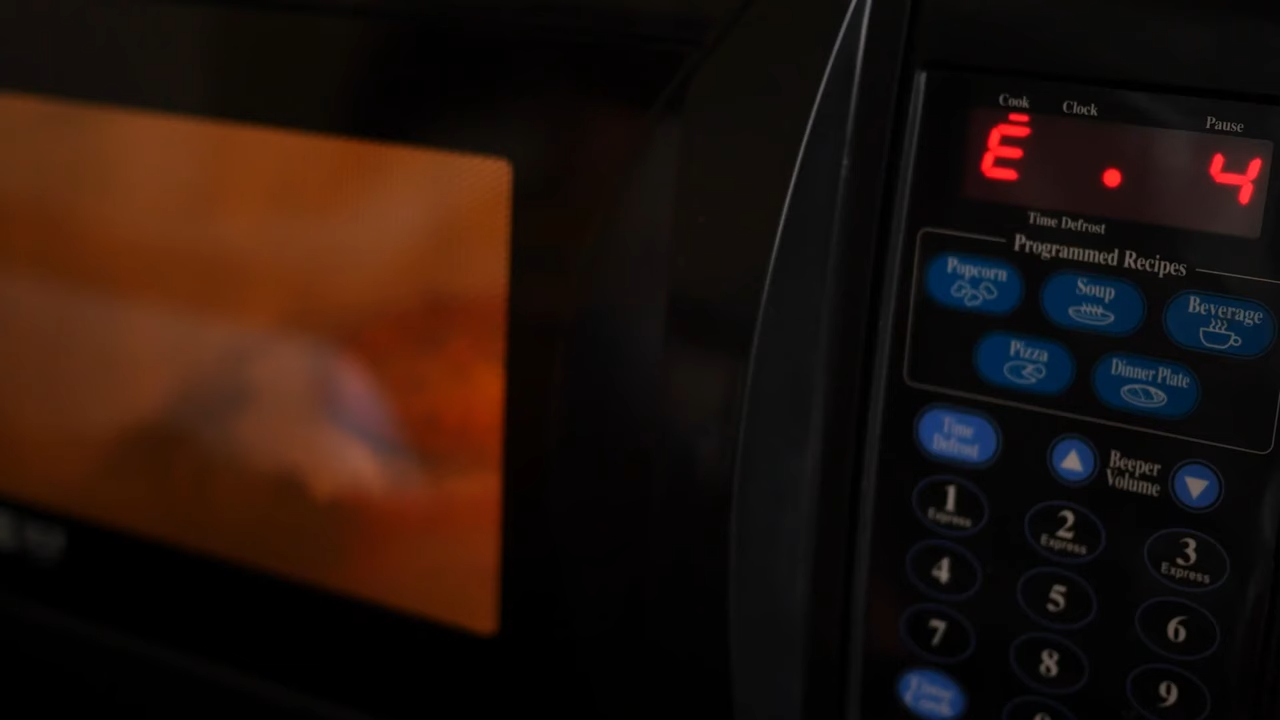 Cook Clock Pause
Ė . 4
Time Defrost
Programmed Recipes
Popcorn Soup Beverage
Pizza Dinner Plate
Time
Defrost
Beeper
Volume
1 2 3
Express Express Express
4 5 6
7 8 9